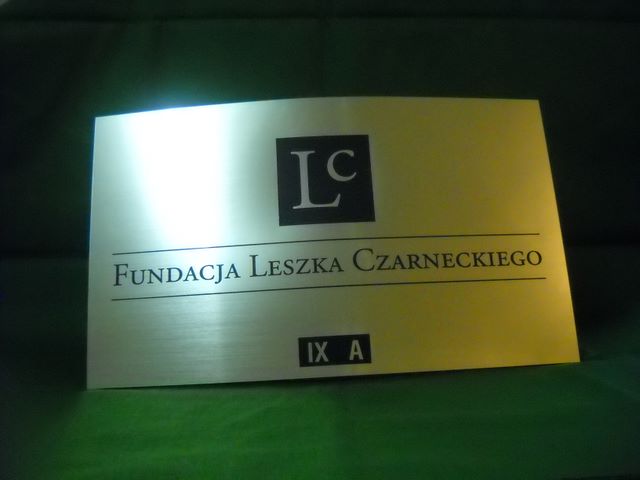 LC
FUNDACJA LESZKA CZARNECKIEGO
IX A